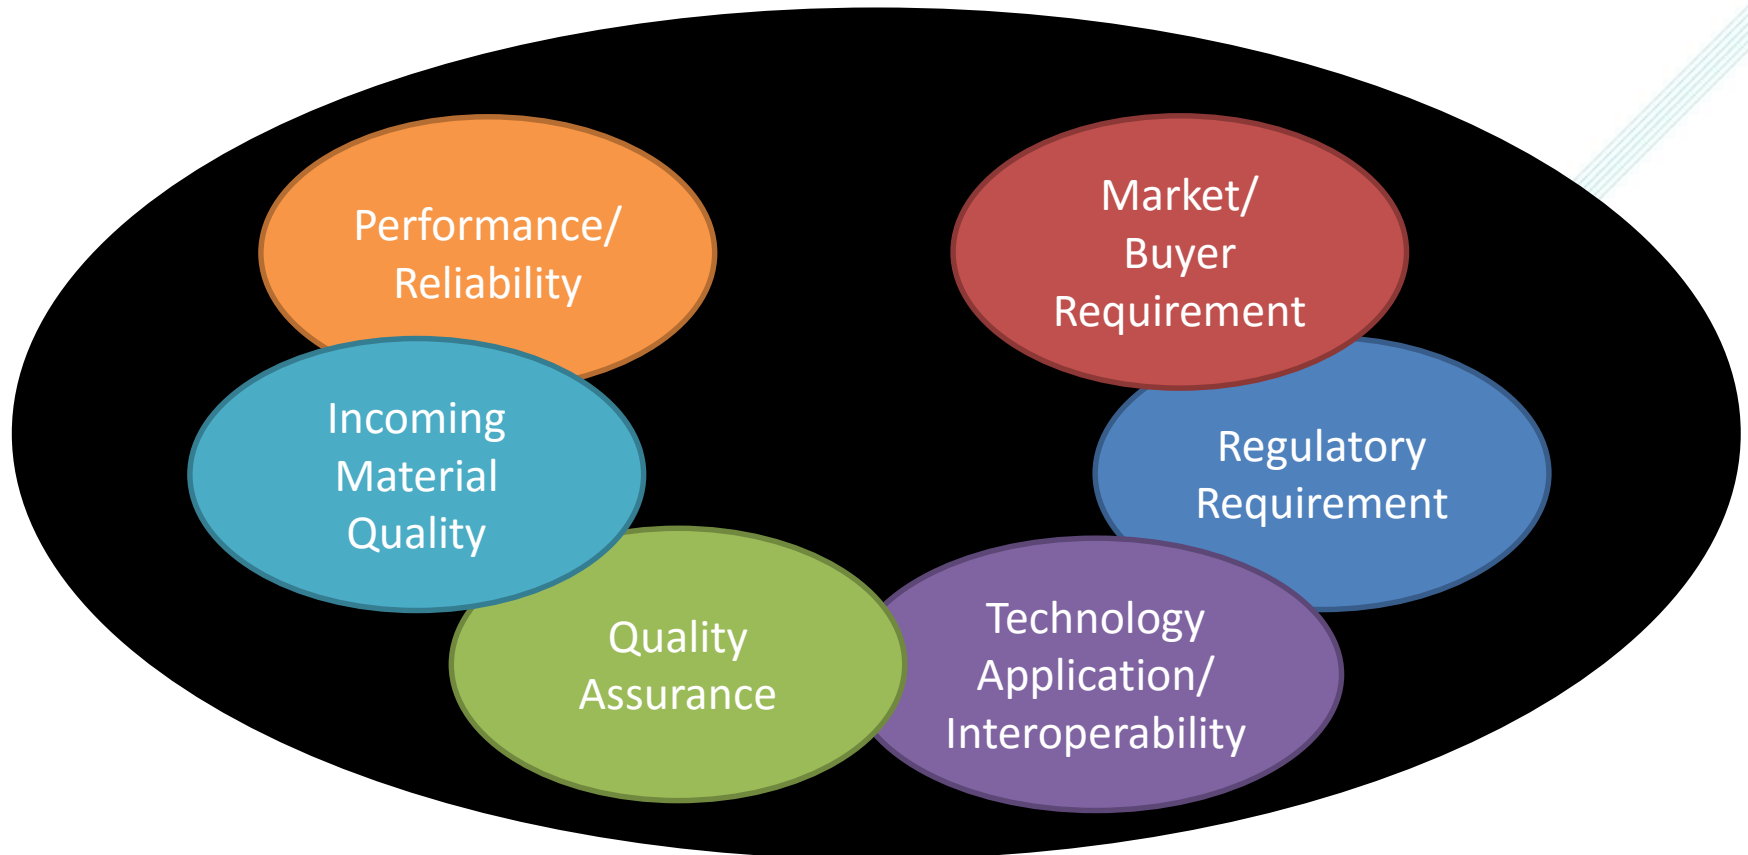 Performance/
Reliability
Market/
Buyer
Requirement
Incoming
Material
Quality
Regulatory
Requirement
Quality
Assurance
Technology
Application/
Interoperability